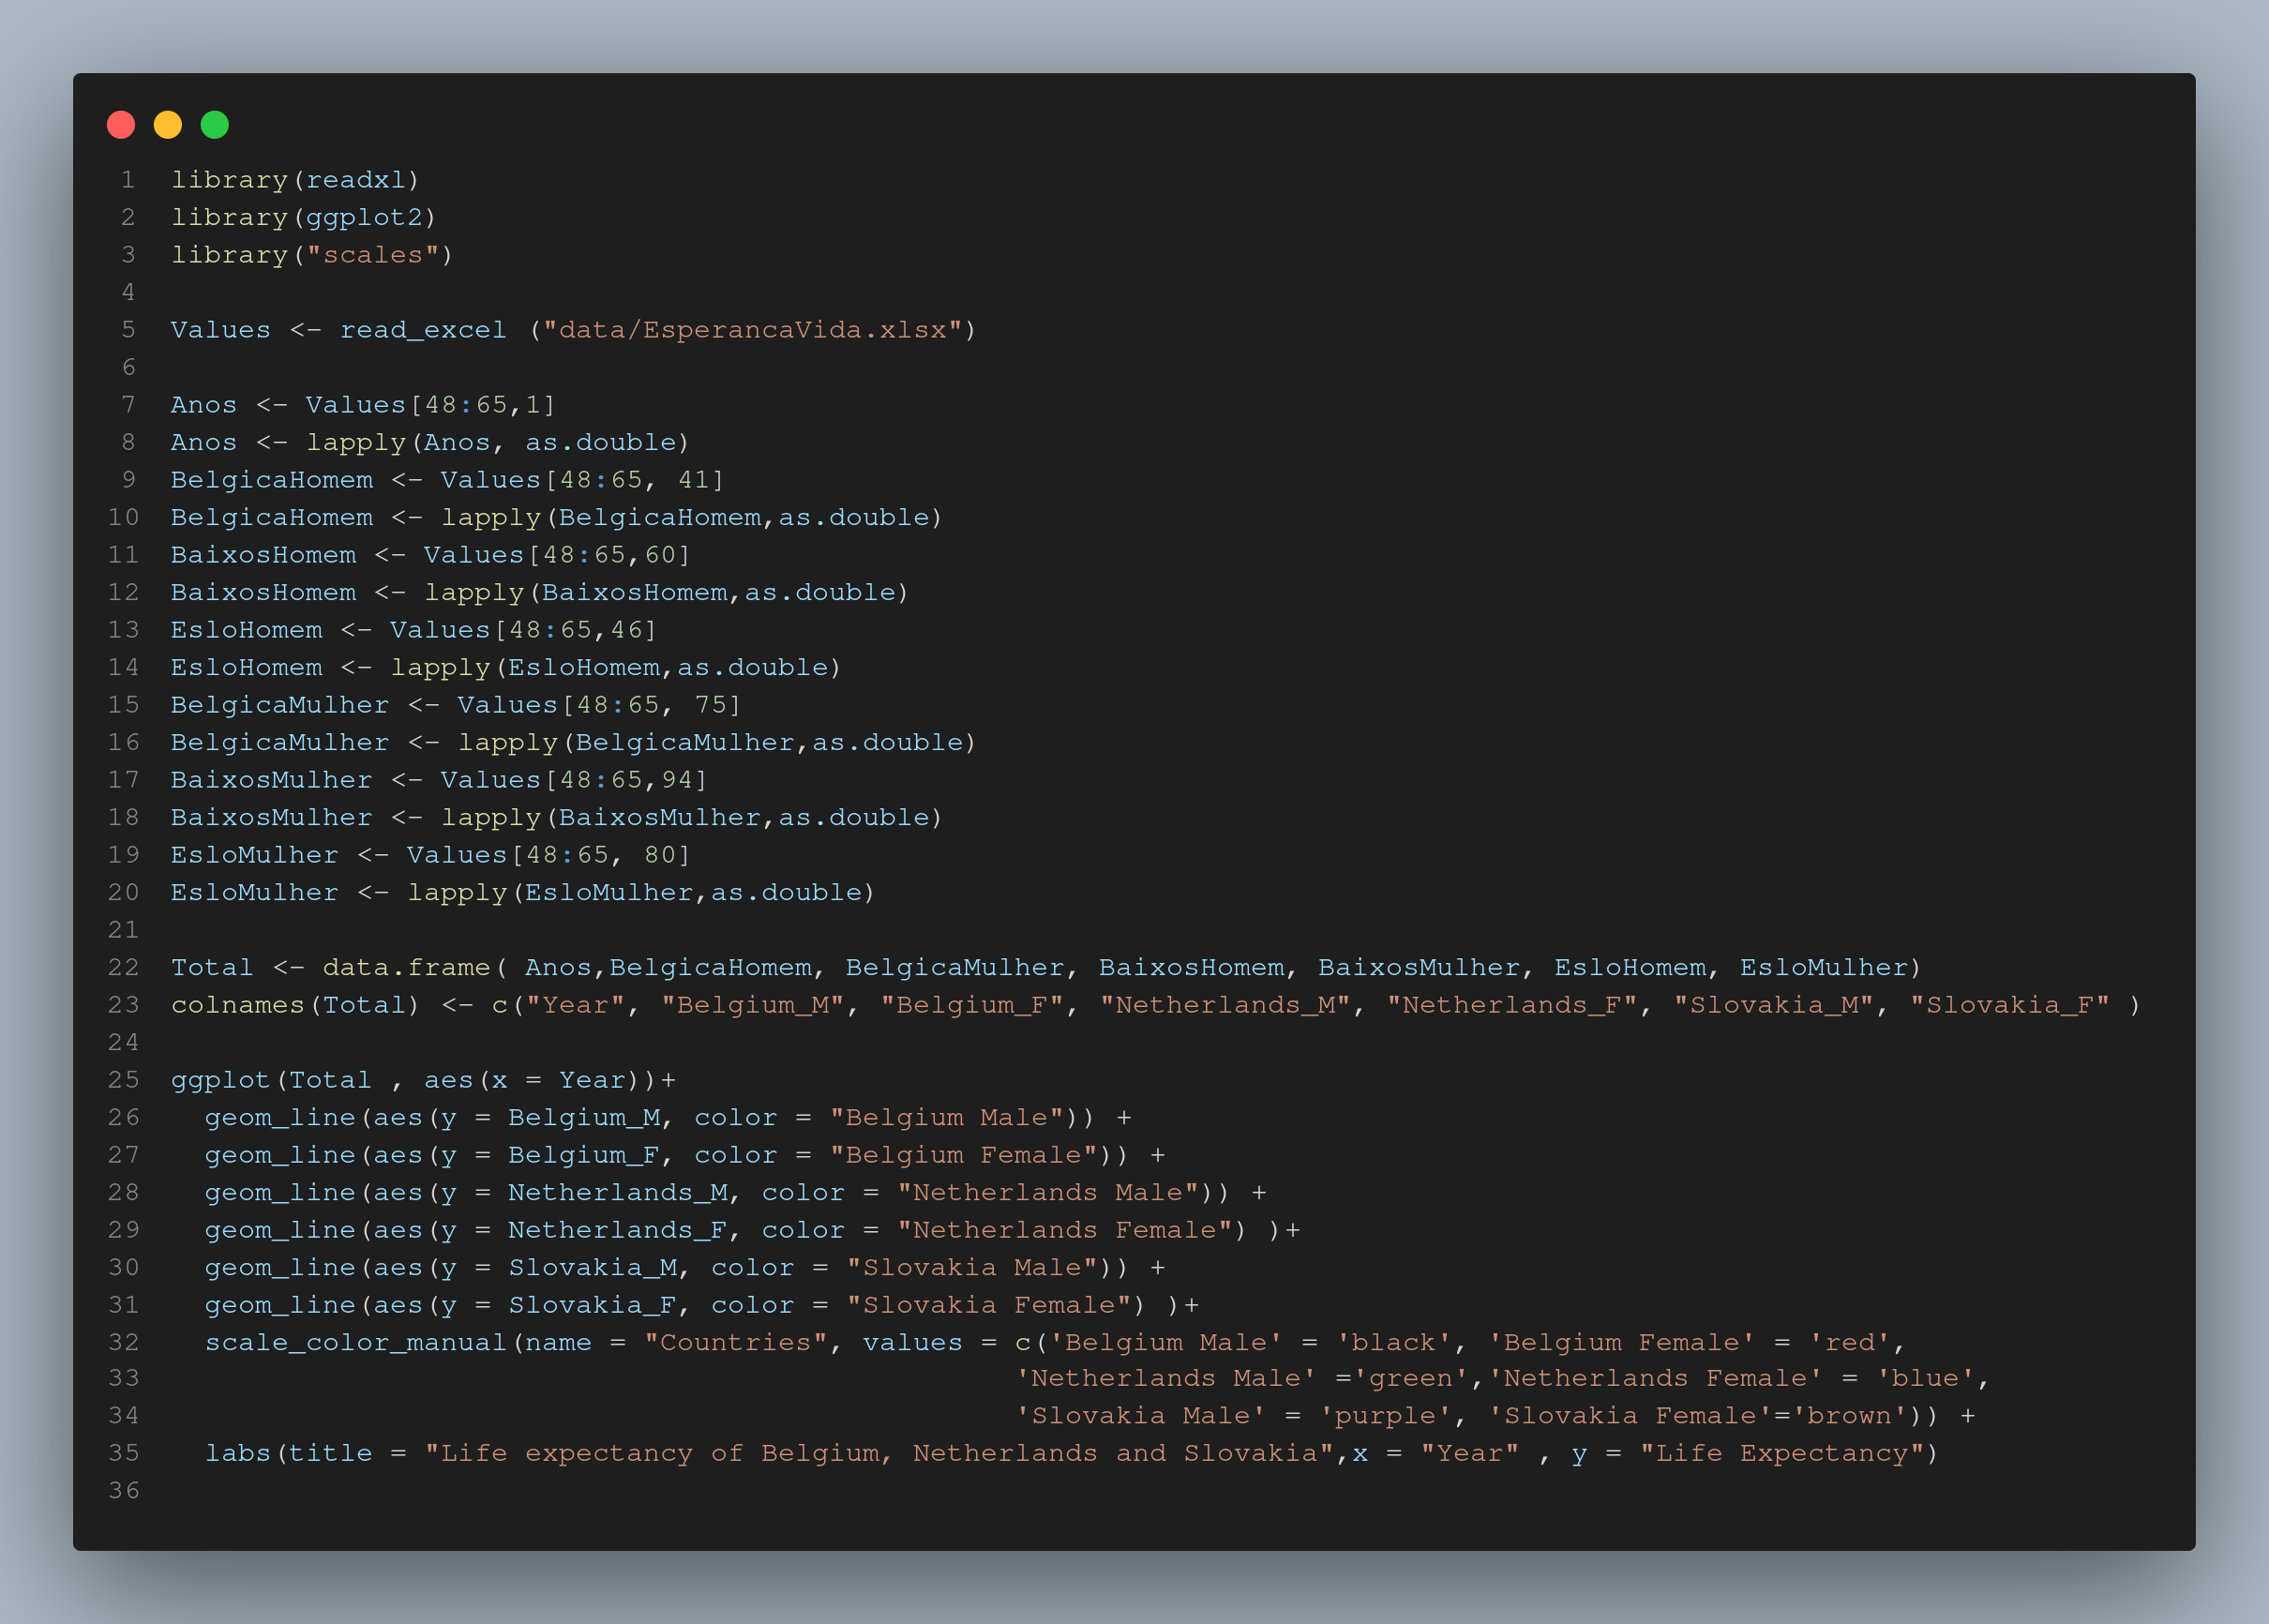 1 library(readxl)
2 library(ggplot2)
3 library("scales")
4
5 Values <- read_excel ("data/EsperancaVida.xlsx")
6
7 Anos <- Values[48:65,1]
8 Anos <- lapply(Anos, as.double)
9 BelgicaHomem <- Values[48:65, 41]
10 BelgicaHomem <- lapply(BelgicaHomem,as.double)
11 BaixosHomem <- Values[48:65,60]
12 BaixosHomem <- lapply(BaixosHomem,as.double)
13 EsloHomem <- Values[48:65,46]
14 EsloHomem <- lapply(EsloHomem,as.double)
15 BelgicaMulher <- Values[48:65, 75]
16 BelgicaMulher <- lapply(BelgicaMulher,as.double)
17 BaixosMulher <- Values[48:65,94]
18 BaixosMulher <- lapply(BaixosMulher,as.double)
19 EsloMulher <- Values[48:65, 80]
20 EsloMulher <- lapply(EsloMulher,as.double)
21
22 Total <- data.frame( Anos,BelgicaHomem, BelgicaMulher, BaixosHomem, BaixosMulher, EsloHomem, EsloMulher)
23 colnames(Total) <- c("Year", "Belgium_M", "Belgium_F", "Netherlands_M", "Netherlands_F", "Slovakia_M", "Slovakia_F" )
24
25 ggplot(Total , aes(x = Year))+
26   geom_line(aes(y = Belgium_M, color = "Belgium Male")) +
27   geom_line(aes(y = Belgium_F, color = "Belgium Female")) +
28   geom_line(aes(y = Netherlands_M, color = "Netherlands Male")) +
29   geom_line(aes(y = Netherlands_F, color = "Netherlands Female") )+
30   geom_line(aes(y = Slovakia_M, color = "Slovakia Male")) +
31   geom_line(aes(y = Slovakia_F, color = "Slovakia Female") )+
32   scale_color_manual(name = "Countries", values = c('Belgium Male' = 'black', 'Belgium Female' = 'red',
33                                                   'Netherlands Male' ='green','Netherlands Female' = 'blue',
34                                                   'Slovakia Male' = 'purple', 'Slovakia Female'='brown')) +
35   labs(title = "Life expectancy of Belgium, Netherlands and Slovakia",x = "Year" , y = "Life Expectancy")
36